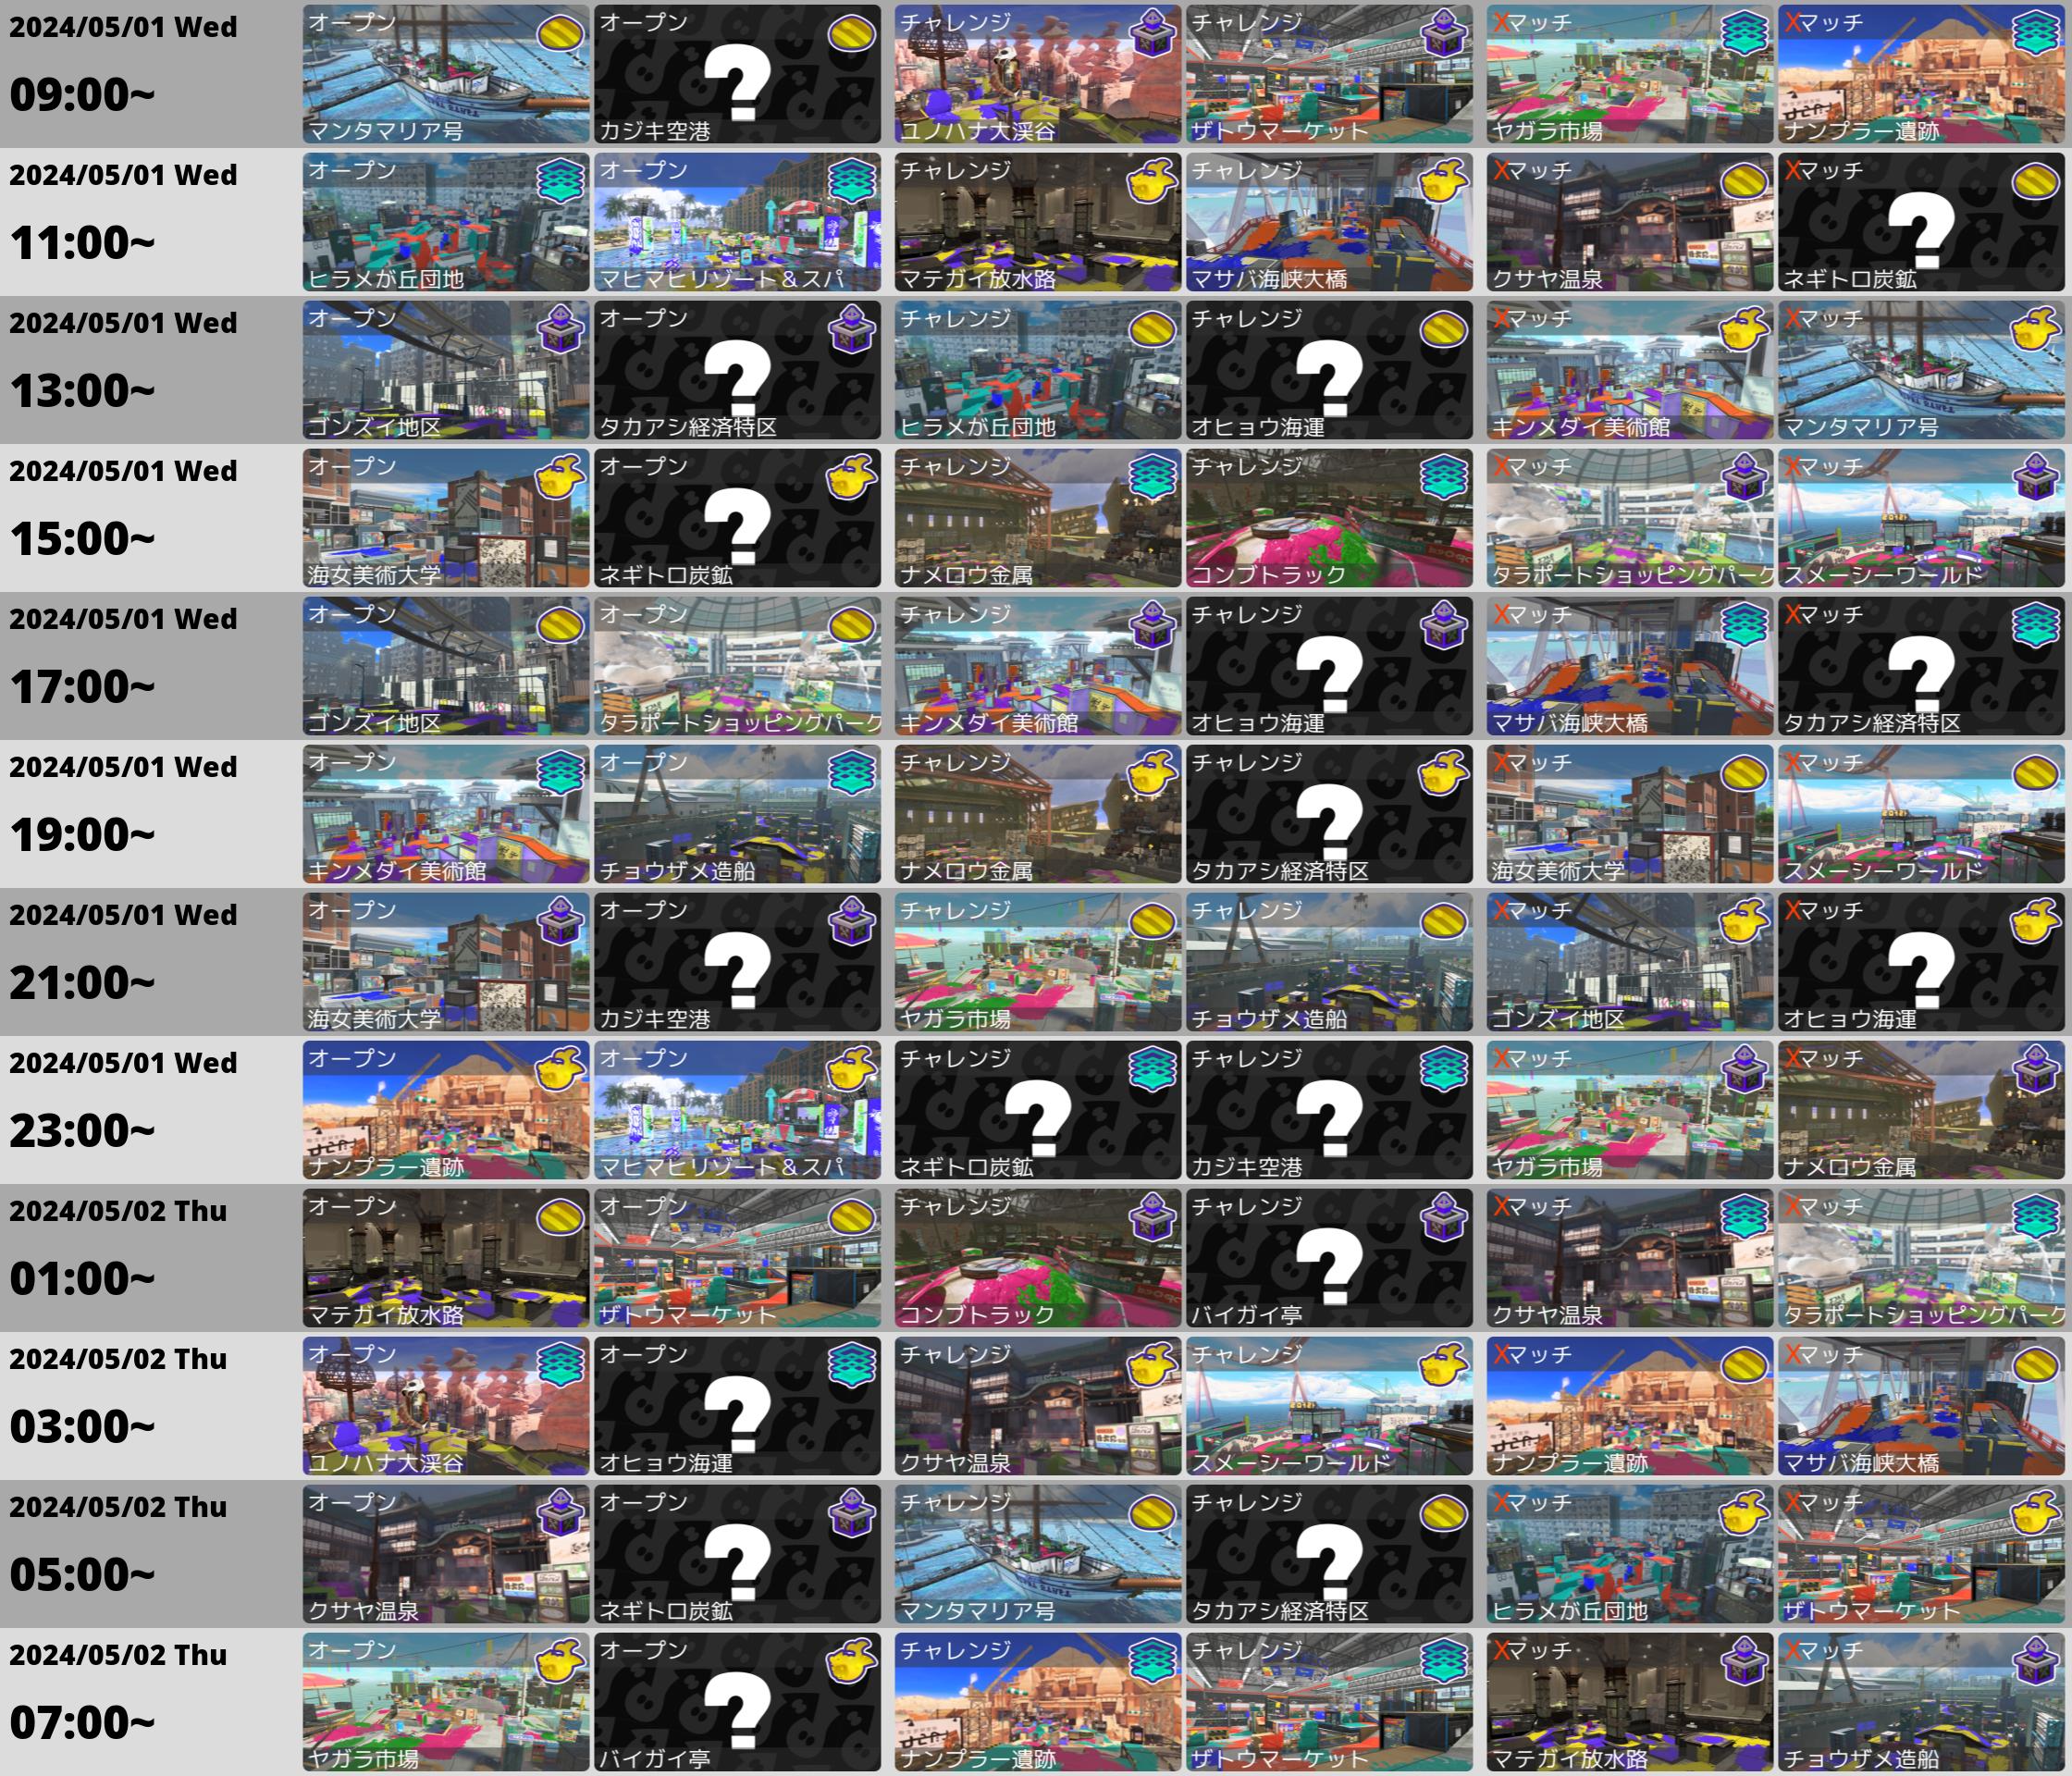 2024/05/01 Wed
09:00~
オープン オープン チャレンジ チャレンジ Xマッチ Xマッチ
マンタマリア号 カジキ空港 ユノハナ大渓谷 ザトウマーケット ヤガラ市場 ナンプラー遺跡
2024/05/01 Wed
11:00~
オープン オープン チャレンジ チャレンジ Xマッチ Xマッチ
ヒラメが丘団地 マヒマヒリゾート&スパ マテガイ放水路 マサバ海峡大橋 クサヤ温泉 ネギトロ炭鉱
2024/05/01 Wed
13:00~
オープン オープン チャレンジ チャレンジ Xマッチ Xマッチ
ゴンズイ地区 タカアシ経済特区 ヒラメが丘団地 オヒョウ海運 キンメダイ美術館 マンタマリア号
2024/05/01 Wed
15:00~
オープン オープン チャレンジ チャレンジ Xマッチ Xマッチ
海女美術大学 ネギトロ炭鉱 ナメロウ金属 コンブトラック タラポートショッピングパーク スメーシーワールド
2024/05/01 Wed
17:00~
オープン オープン チャレンジ チャレンジ Xマッチ Xマッチ
ゴンズイ地区 タラポートショッピングパーク キンメダイ美術館 オヒョウ海運 マサバ海峡大橋 タカアシ経済特区
2024/05/01 Wed
19:00~
オープン オープン チャレンジ チャレンジ Xマッチ Xマッチ
キンメダイ美術館 チョウザメ造船 ナメロウ金属 タカアシ経済特区 海女美術大学 スメーシーワールド
2024/05/01 Wed
21:00~
オープン オープン チャレンジ チャレンジ Xマッチ Xマッチ
海女美術大学 カジキ空港 ヤガラ市場 チョウザメ造船 ゴンズイ地区 オヒョウ海運
2024/05/01 Wed
23:00~
オープン オープン チャレンジ チャレンジ Xマッチ Xマッチ
ナンプラー遺跡 マヒマヒリゾート&スパ ネギトロ炭鉱 カジキ空港 ヤガラ市場 ナメロウ金属
2024/05/02 Thu
01:00~
オープン オープン チャレンジ チャレンジ Xマッチ Xマッチ
マテガイ放水路 ザトウマーケット コンブトラック バイガイ亭 クサヤ温泉 タラポートショッピングパーク
2024/05/02 Thu
03:00~
オープン オープン チャレンジ チャレンジ Xマッチ Xマッチ
ユノハナ大渓谷 オヒョウ海運 クサヤ温泉 スメーシーワールド ナンプラー遺跡 マサバ海峡大橋
2024/05/02 Thu
05:00~
オープン オープン チャレンジ チャレンジ Xマッチ Xマッチ
クサヤ温泉 ネギトロ炭鉱 マンタマリア号 タカアシ経済特区 ヒラメが丘団地 ザトウマーケット
2024/05/02 Thu
07:00~
オープン オープン チャレンジ チャレンジ Xマッチ Xマッチ
ヤガラ市場 バイガイ亭 ナンプラー遺跡 ザトウマーケット マテガイ放水路 チョウザメ造船